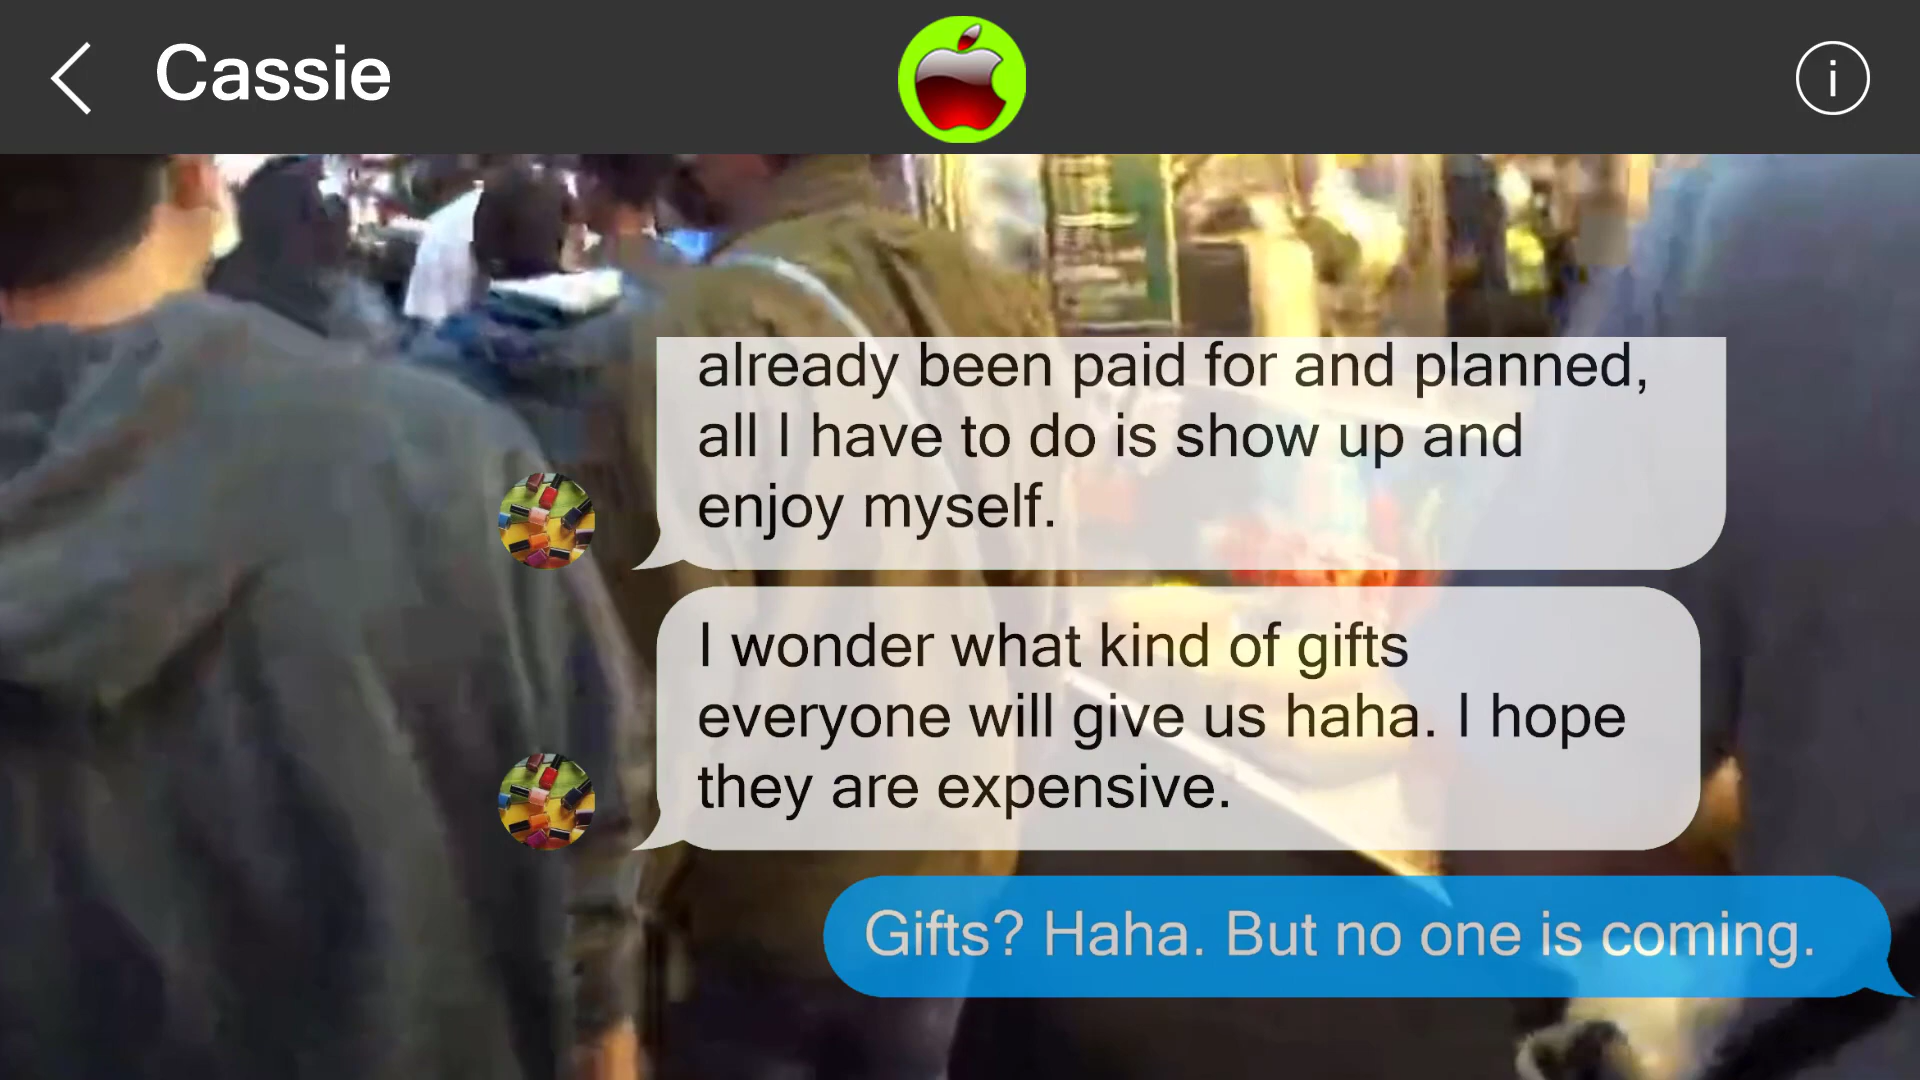 Cassie
already been paid for and planned,
all I have to do is show up and
enjoy myself.
I wonder what kind of gifts
everyone will give us haha. I hope
they are expensive.
Gifts? Haha. But no one is coming.